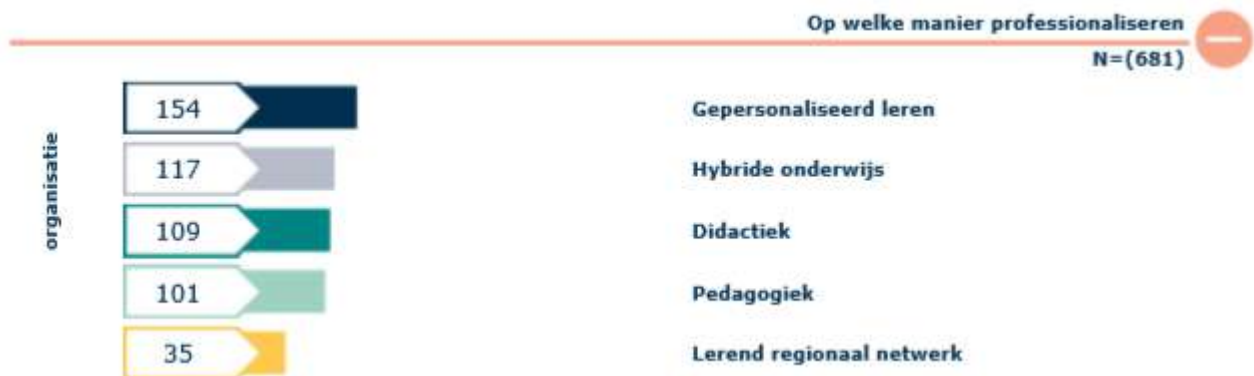 Op welke manier professionaliseren
N=(681)
organisatie
154 Gepersonaliseerd leren
117 Hybride onderwijs
109 Didactiek
101 Pedagogiek
35 Lerend regionaal netwerk